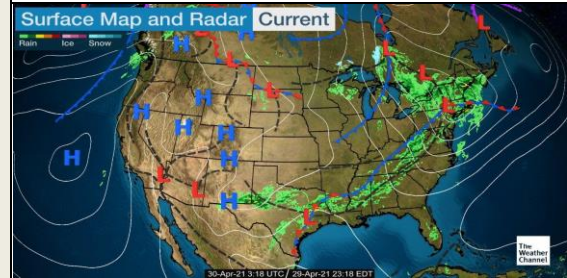 Surface Map and Radar Current
Rain Ice Snow
H H L
L L L
L L
H H L
H H
H H
L L H
L
30-Apr-21 3:18 UTC / 29-Apr-21 23:18 EDT
The
Weather
Channel